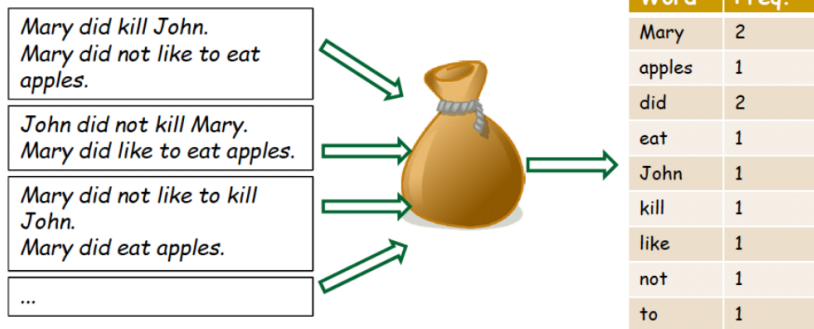 Mary did kill John.
Mary did not like to eat
apples.
John did not kill Mary.
Mary did like to eat apples.
Mary did not like to kill
John.
Mary did eat apples.
...
Word Freq.
Mary 2
apples 1
did 2
eat 1
John 1
kill 1
like 1
not 1
to 1